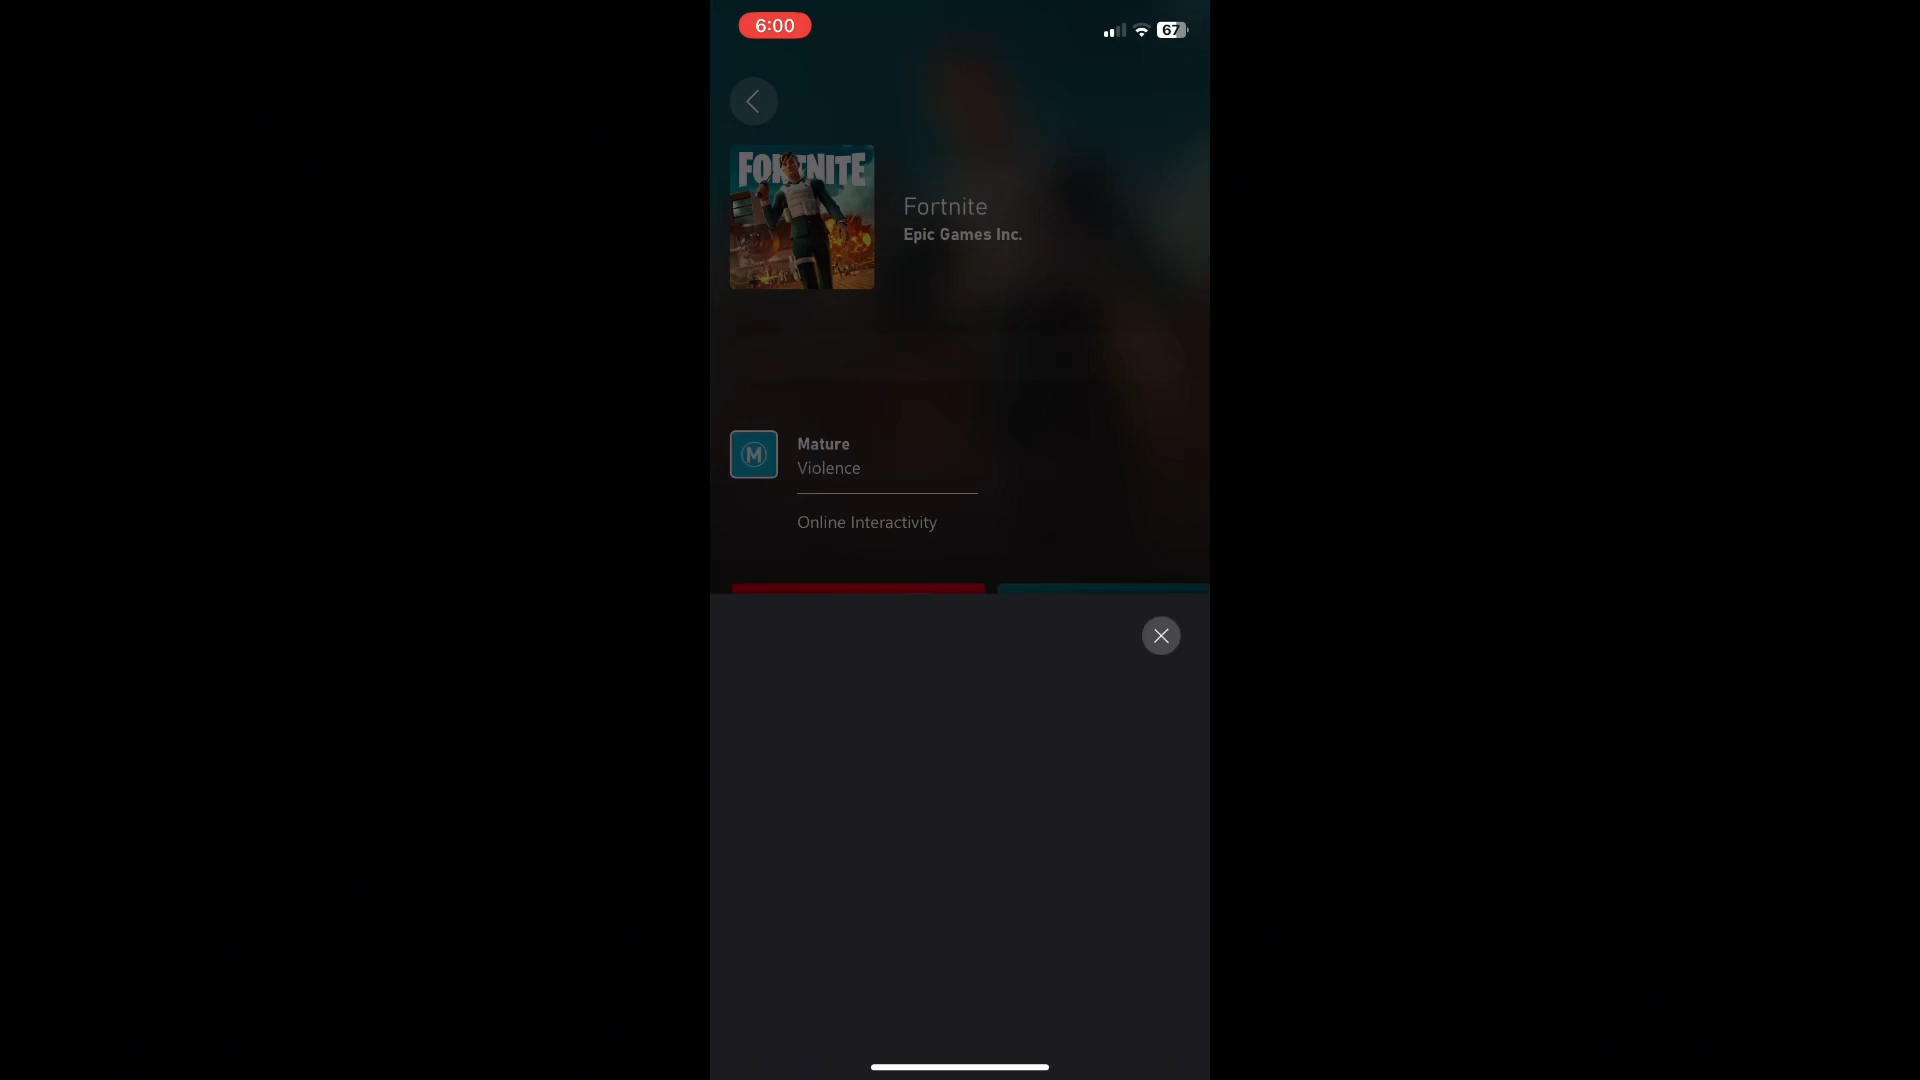 6:00
67
FORTNITE
Fortnite
Epic Games Inc.
M
Mature
Violence
Online Interactivity